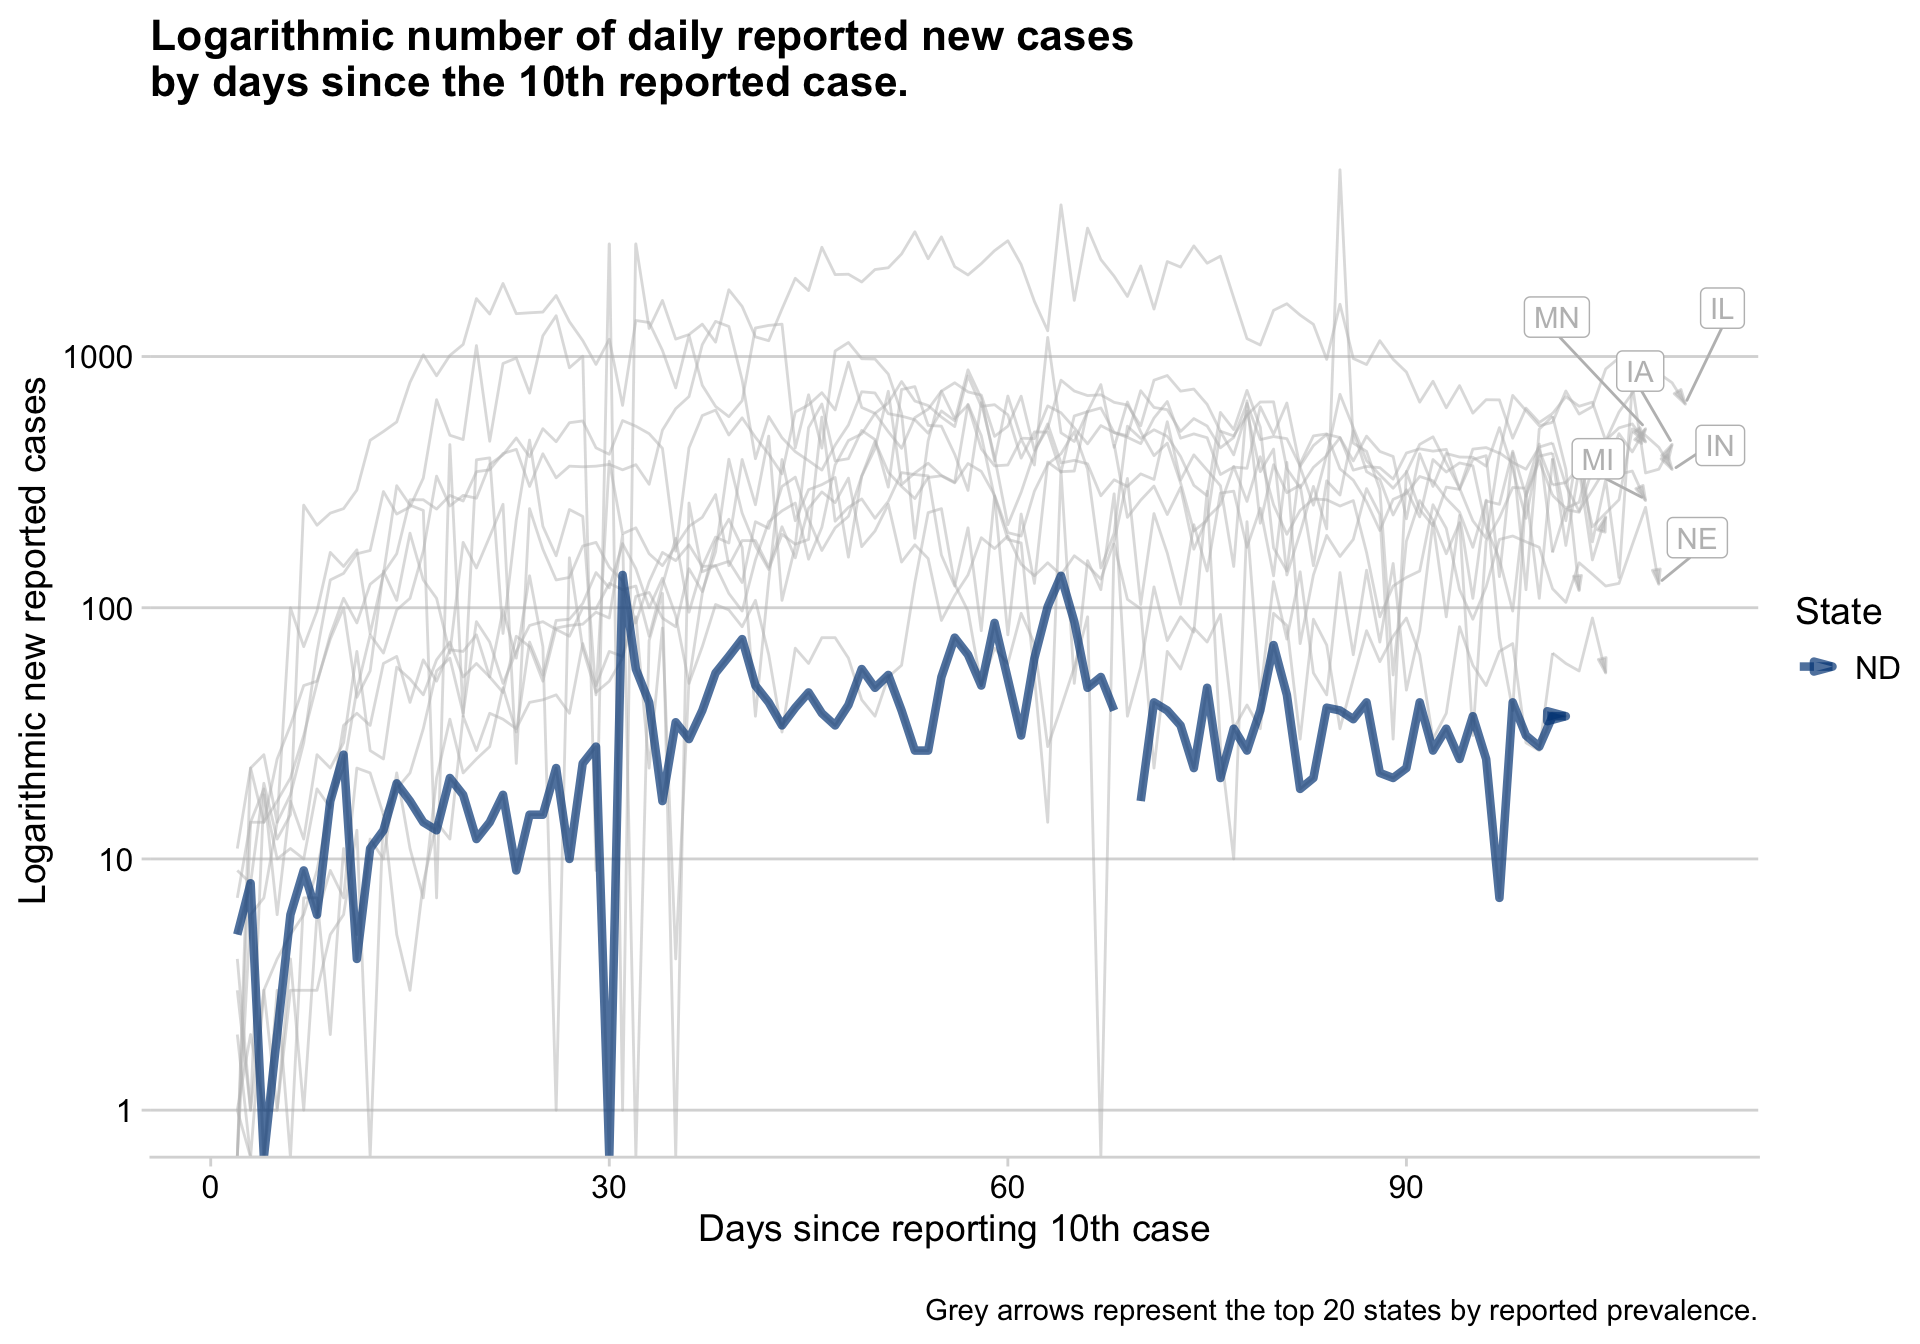 Logarithmic number of daily reported new cases
by days since the 10th reported case.
Logarithmic new reported cases
1000
100
10
1
MN
IL
IA
IN
MI
NE
State
ND
0
30
60
90
Days since reporting 10th case
Grey arrows represent the top 20 states by reported prevalence.